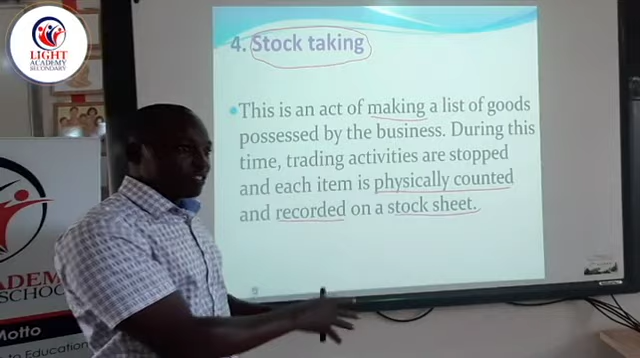 LIGHT
ACADEMY
SECONDARY
4. Stock taking
This is an act of making a list of goods
possessed by the business. During this
time, trading activities are stopped
and each item is physically counted
and recorded on a stock sheet.
ADEM
SCHOO
Motto
to Education